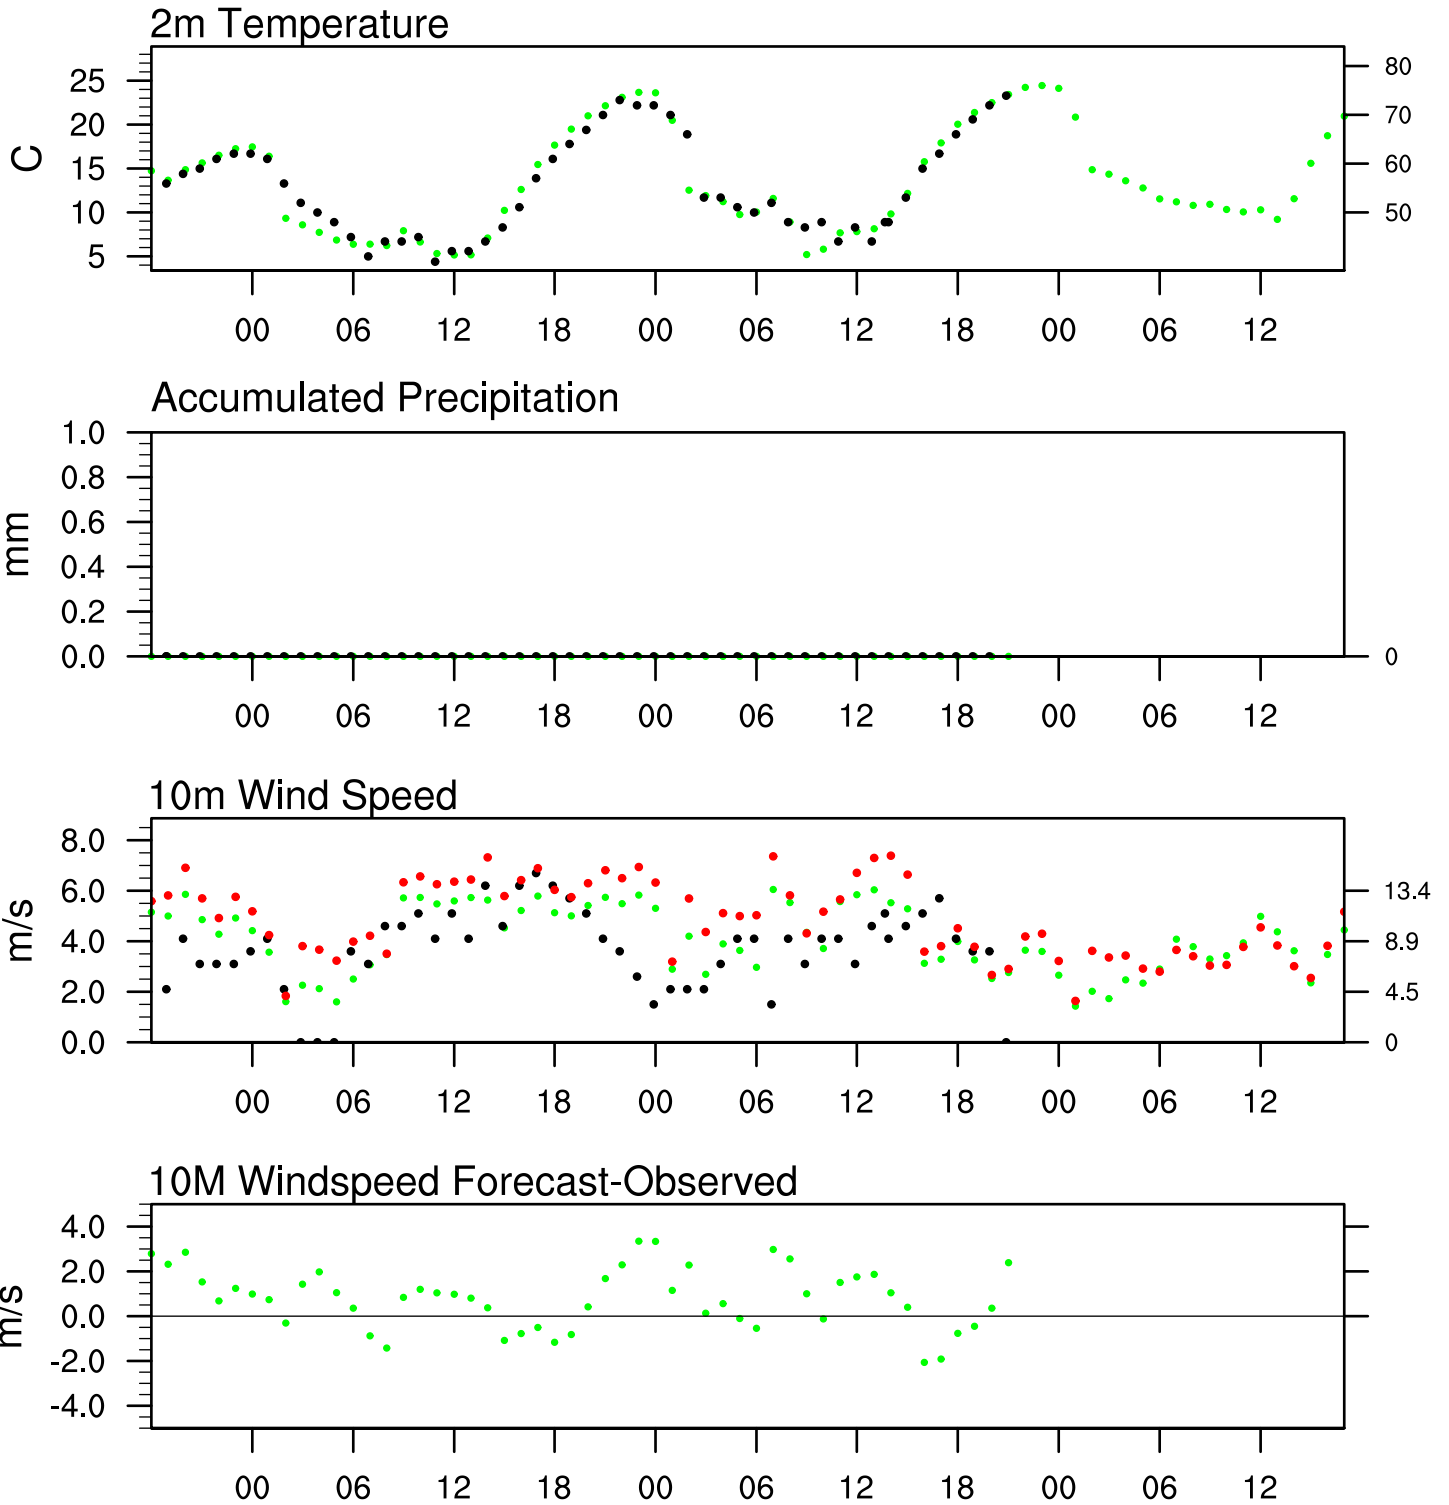 2m Temperature
25 80
20 70
15 60
10 50
5
C
00 06 12 18 00 06 12 18 00 06 12
Accumulated Precipitation
1.0
0.8
0.6
0.4
0.2
0.0 0
mm
00 06 12 18 00 06 12 18 00 06 12
10m Wind Speed
8.0
6.0 13.4
4.0 8.9
2.0 4.5
0.0 0
m/s
00 06 12 18 00 06 12 18 00 06 12
10M Windspeed Forecast-Observed
4.0
2.0
0.0
-2.0
-4.0
m/s
00 06 12 18 00 06 12 18 00 06 12